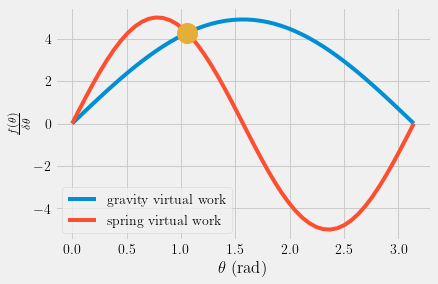 4
2
0
−2
−4
f(θ)
δθ
gravity virtual work
spring virtual work
0.0 0.5 1.0 1.5 2.0 2.5 3.0
θ (rad)